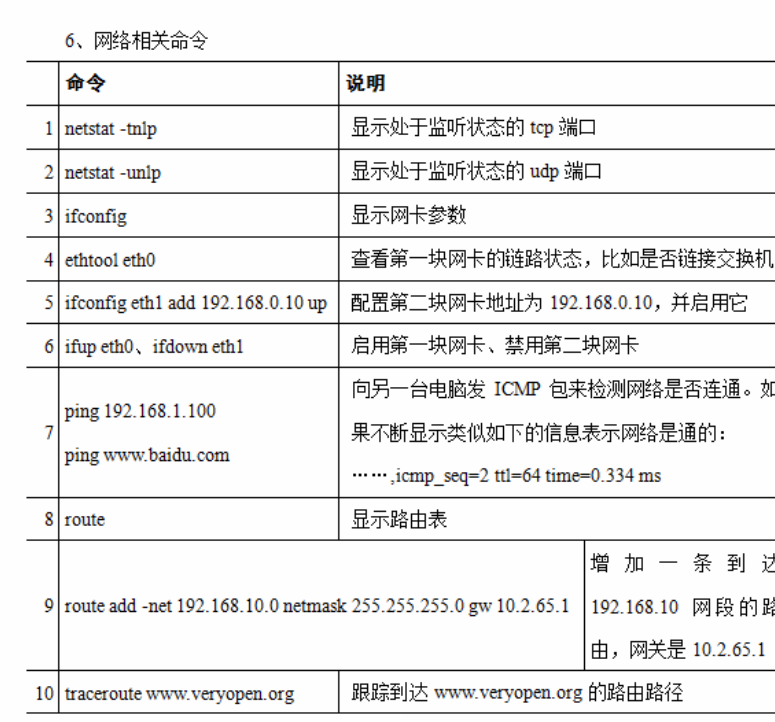 6、网络相关命令
命令 说明
1 netstat -tnlp 显示处于监听状态的 tcp 端口
2 netstat -unlp 显示处于监听状态的 udp 端口
3 ifconfig 显示网卡参数
4 ethtool eth0 查看第一块网卡的链路状态，比如是否链接交换机
5 ifconfig eth1 add 192.168.0.10 up 配置第二块网卡地址为 192.168.0.10，并启用它
6 ifup eth0、ifdown eth1 启用第一块网卡、禁用第二块网卡
7 ping 192.168.1.100
ping www.baidu.com
向另一台电脑发 ICMP 包来检测网络是否连通。如
果不断显示类似如下的信息表示网络是通的：
……,icmp_seq=2 ttl=64 time=0.334 ms
8 route 显示路由表
9 route add -net 192.168.10.0 netmask 255.255.255.0 gw 10.2.65.1
增加一条到达
192.168.10 网段的路
由，网关是 10.2.65.1
10 traceroute www.veryopen.org 跟踪到达 www.veryopen.org 的路由路径